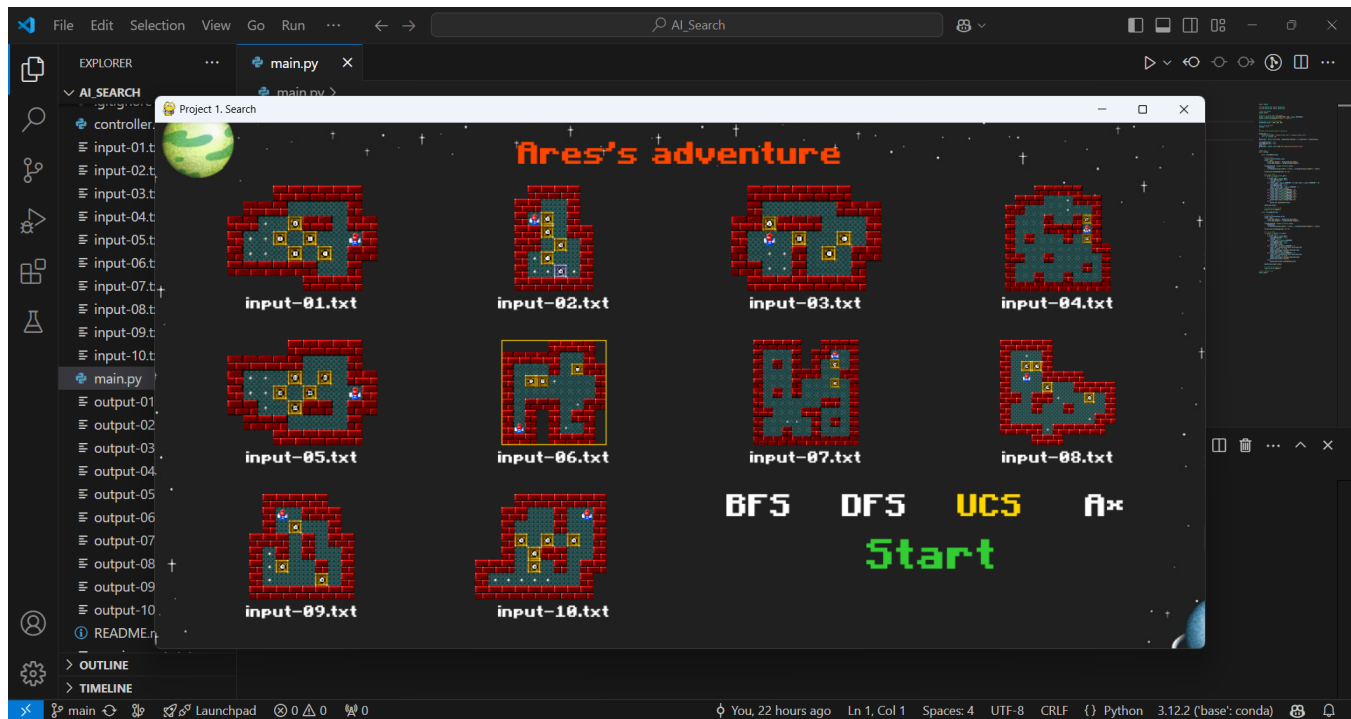 File Edit Selection View Go Run ··· AI_Search
EXPLORER ··· main.py
AI_SEARCH main.py
.gitignore
Project 1. Search
controller.
input-01.t
input-02.t
input-03.t
input-04.t
input-05.t
input-06.t
input-07.t
input-08.t
input-09.t
input-10.t
main.py
output-01
output-02
output-03
output-04
output-05
output-06
output-07
output-08
output-09
output-10
README.
OUTLINE
TIMELINE
Ares's adventure
input-01.txt input-02.txt input-03.txt input-04.txt
input-05.txt input-06.txt input-07.txt input-08.txt
BFS DFS UCS A*
Start
input-09.txt input-10.txt
main Launchpad 0 0 0 You, 22 hours ago Ln 1, Col 1 Spaces: 4 UTF-8 CRLF {} Python 3.12.2 ('base': conda)